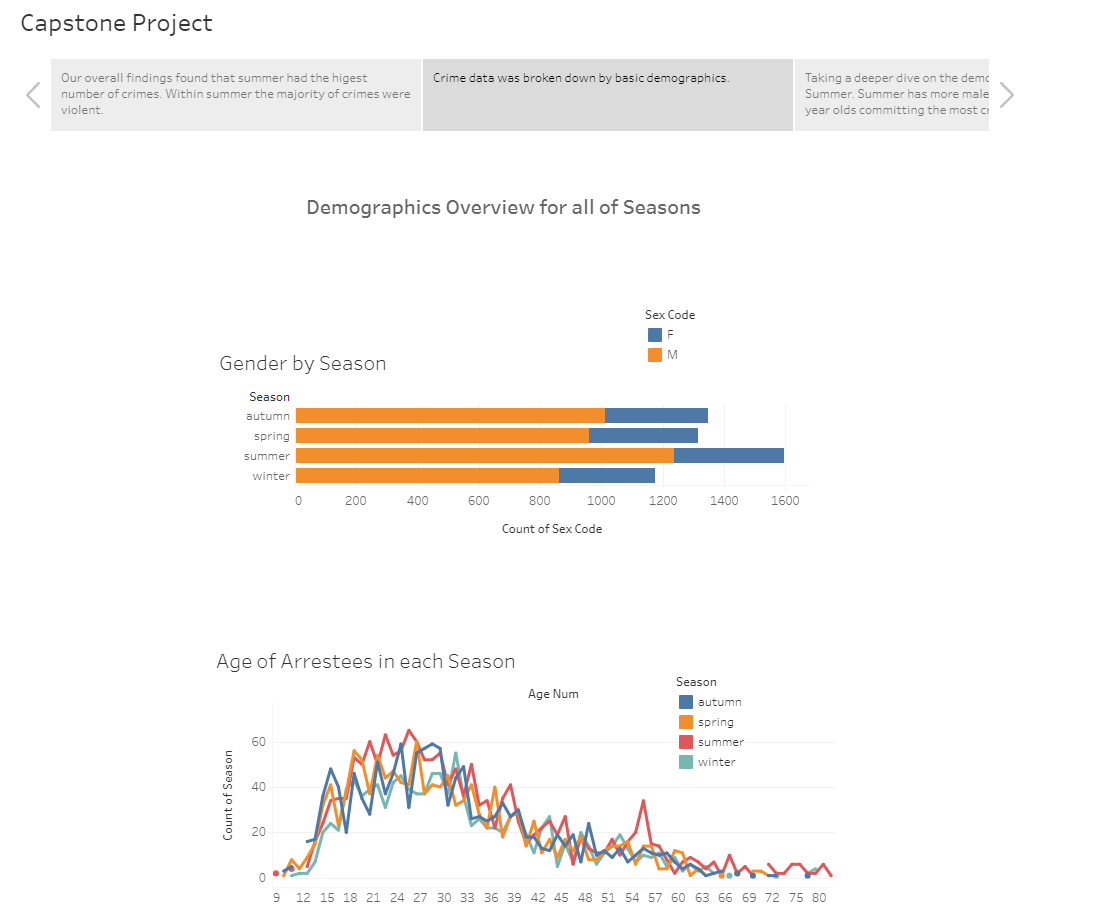 Capstone Project
Our overall findings found that summer had the higest
number of crimes. Within summer the majority of crimes were
violent.
Crime data was broken down by basic demographics.
Taking a deeper dive on the
Summer. Summer has more male
year olds committing the most
Demographics Overview for all of Seasons
Sex Code
F
M
Gender by Season
Season
autumn
spring
summer
winter
0 200 400 600 800 1000 1200 1400 1600
Count of Sex Code
Age of Arrestees in each Season
Age Num
Season
autumn
spring
summer
winter
Count of Season
60
40
20
0
9 12 15 18 21 24 27 30 33 36 39 42 45 48 51 54 57 60 63 66 69 72 75 80